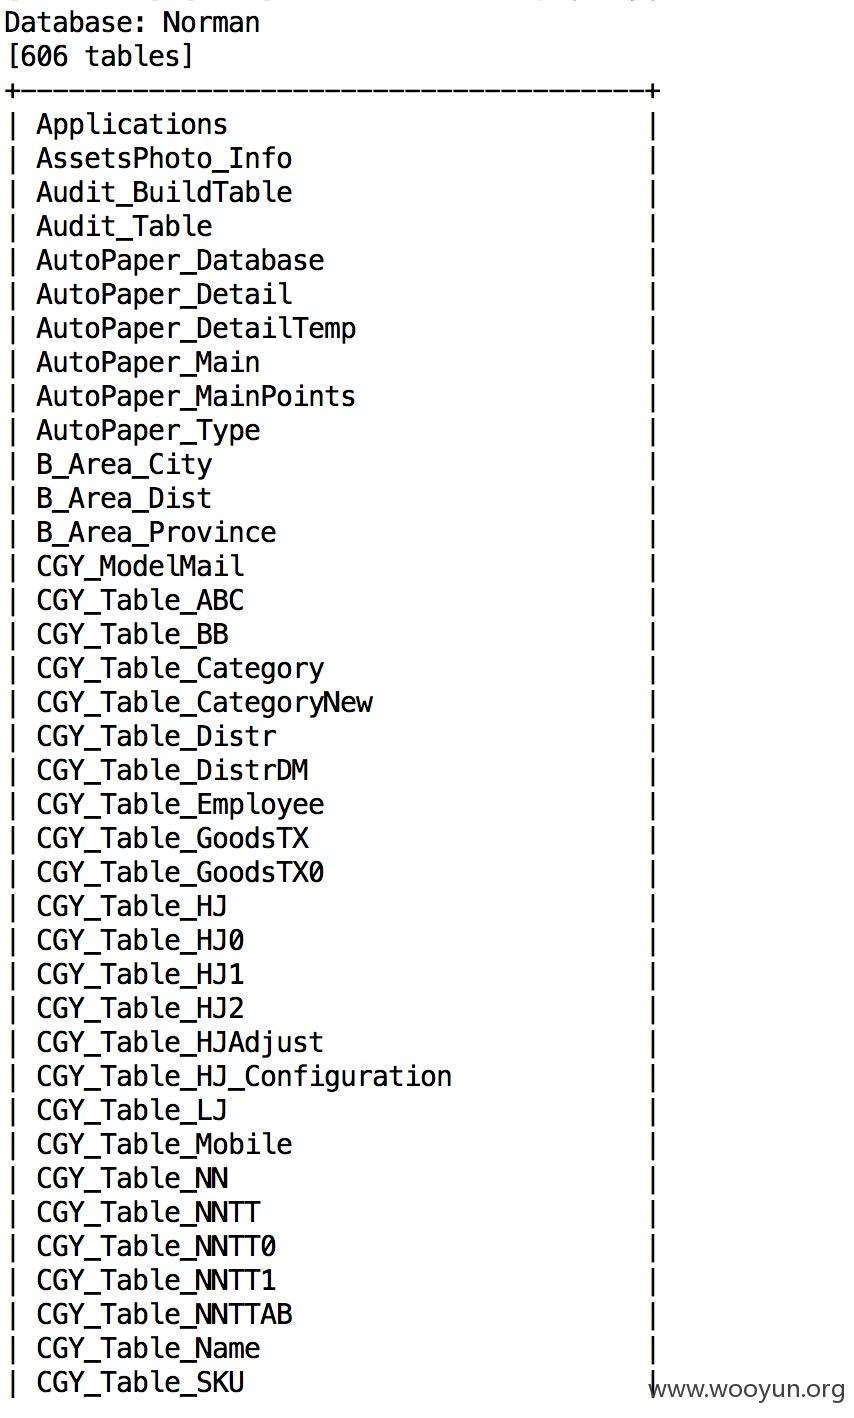 Database: Norman
[606 tables]
+---------------------------------------+
| Applications |
| AssetsPhoto_Info |
| Audit_BuildTable |
| Audit_Table |
| AutoPaper_Database |
| AutoPaper_Detail |
| AutoPaper_DetailTemp |
| AutoPaper_Main |
| AutoPaper_MainPoints |
| AutoPaper_Type |
| B_Area_City |
| B_Area_Dist |
| B_Area_Province |
| CGY_ModelMail |
| CGY_Table_ABC |
| CGY_Table_BB |
| CGY_Table_Category |
| CGY_Table_CategoryNew |
| CGY_Table_Distr |
| CGY_Table_DistrDM |
| CGY_Table_Employee |
| CGY_Table_GoodsTX |
| CGY_Table_GoodsTX0 |
| CGY_Table_HJ |
| CGY_Table_HJ0 |
| CGY_Table_HJ1 |
| CGY_Table_HJ2 |
| CGY_Table_HJAdjust |
| CGY_Table_HJ_Configuration |
| CGY_Table_LJ |
| CGY_Table_Mobile |
| CGY_Table_NN |
| CGY_Table_NNTT |
| CGY_Table_NNTT0 |
| CGY_Table_NNTT1 |
| CGY_Table_NNTTAB |
| CGY_Table_Name |
| CGY_Table_SKU |
www.wooyun.org